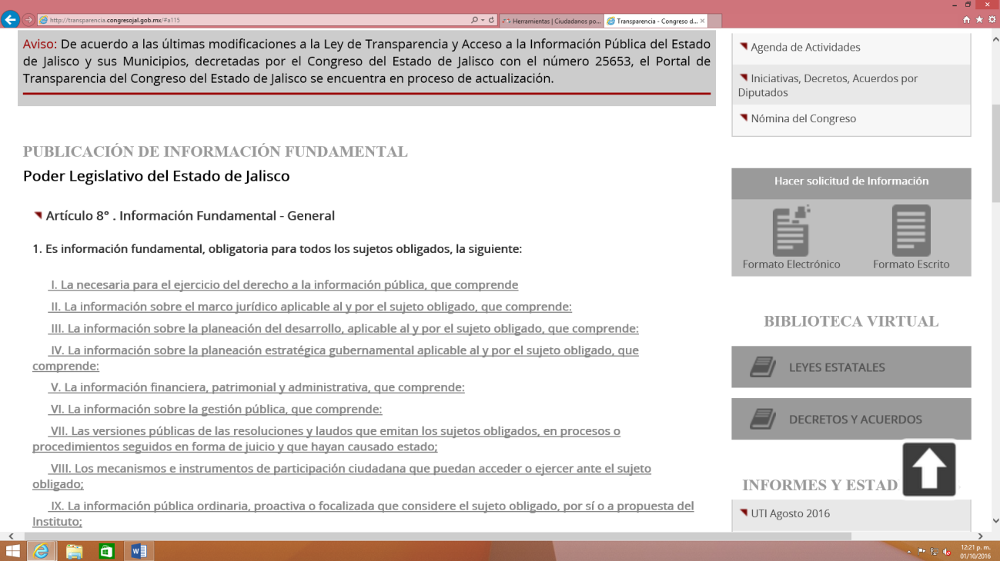 http://transparencia.congresojal.gob.mx/#a115
Herramientas | Ciudadanos po...
Transparencia - Congreso d...
Aviso: De acuerdo a las últimas modificaciones a la Ley de Transparencia y Acceso a la Información Pública del Estado
de Jalisco y sus Municipios, decretadas por el Congreso del Estado de Jalisco con el número 25653, el Portal de
Transparencia del Congreso del Estado de Jalisco se encuentra en proceso de actualización.
PUBLICACIÓN DE INFORMACIÓN FUNDAMENTAL
Poder Legislativo del Estado de Jalisco
Artículo 8° . Información Fundamental - General
1. Es información fundamental, obligatoria para todos los sujetos obligados, la siguiente:
I. La necesaria para el ejercicio del derecho a la información pública, que comprende
II. La información sobre el marco jurídico aplicable al y por el sujeto obligado, que comprende:
III. La información sobre la planeación del desarrollo, aplicable al y por el sujeto obligado, que comprende:
IV. La información sobre la planeación estratégica gubernamental aplicable al y por el sujeto obligado, que
comprende:
V. La información financiera, patrimonial y administrativa, que comprende:
VI. La información sobre la gestión pública, que comprende:
VII. Las versiones públicas de las resoluciones y laudos que emitan los sujetos obligados, en procesos o
procedimientos seguidos en forma de juicio y que hayan causado estado;
VIII. Los mecanismos e instrumentos de participación ciudadana que puedan acceder o ejercer ante el sujeto
obligado;
IX. La información pública ordinaria, proactiva o focalizada que considere el sujeto obligado, por sí o a propuesta del
Instituto;
Agenda de Actividades
Iniciativas, Decretos, Acuerdos por
Diputados
Nómina del Congreso
Hacer solicitud de Información
Formato Electrónico
Formato Escrito
BIBLIOTECA VIRTUAL
LEYES ESTATALES
DECRETOS Y ACUERDOS
INFORMES Y ESTAD
UTI Agosto 2016
12:21 p. m.
01/10/2016